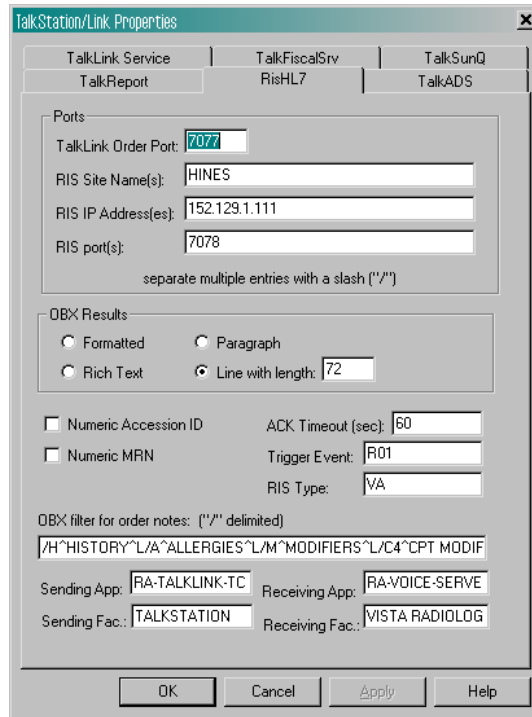 TalkStation/Link Properties
TalkLink Service TalkFiscalSrv TalkSunQ
TalkReport RisHL7 TalkADS
Ports
TalkLink Order Port: 7077
RIS Site Name(s): HINES
RIS IP Address(es): 152.129.1.111
RIS port(s): 7078
separate multiple entries with a slash ("/")
OBX Results
Formatted Paragraph
Rich Text Line with length: 72
Numeric Accession ID ACK Timeout (sec): 60
Numeric MRN Trigger Event: R01
RIS Type: VA
OBX filter for order notes: ("/" delimited)
/H^HISTORY^L/A^ALLERGIES^L/M^MODIFIERS^L/C4^CPT MODIF
Sending App: RA-TALKLINK-TC Receiving App: RA-VOICE-SERVE
Sending Fac.: TALKSTATION Receiving Fac.: VISTA RADIOLOG
OK Cancel Apply Help